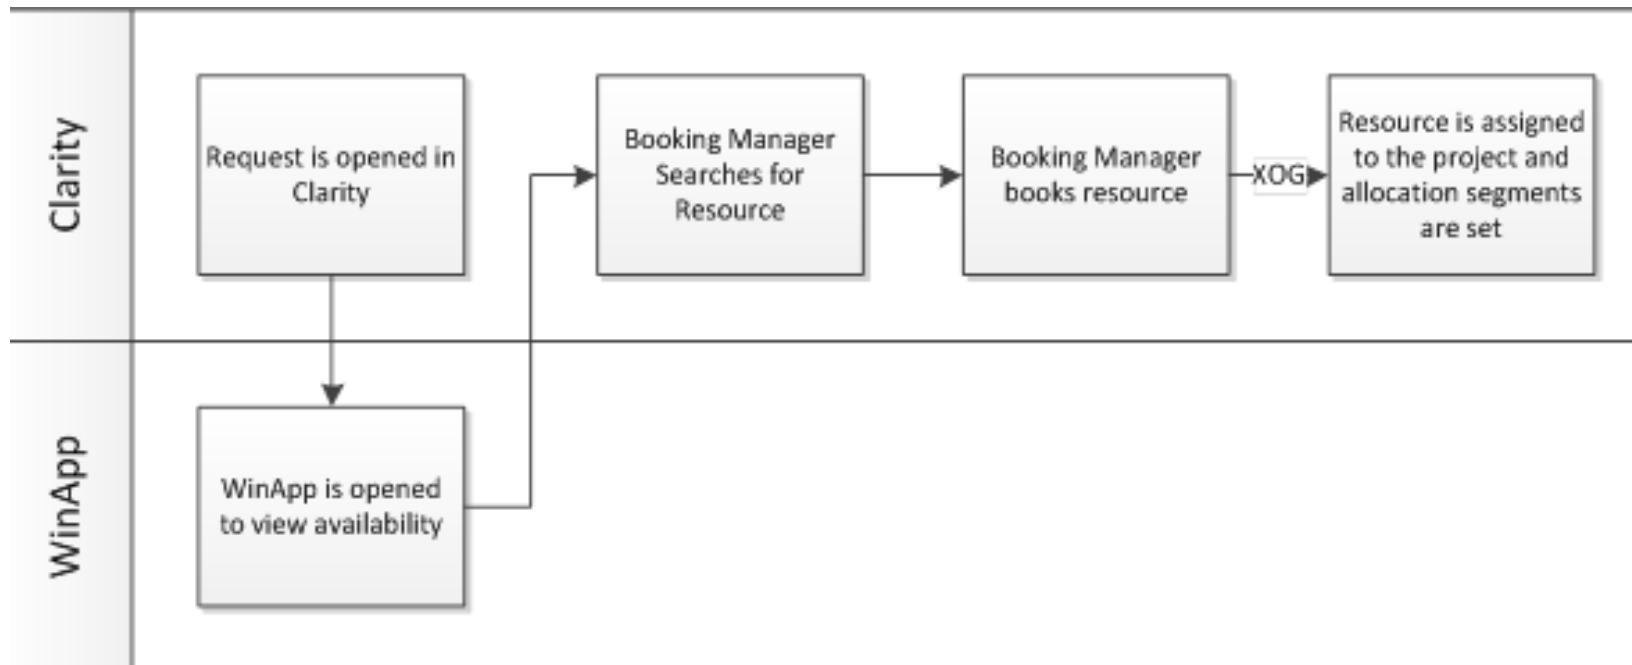 Clarity
Request is opened in
Clarity
Booking Manager
Searches for
Resource
Booking Manager
books resource
XOG
Resource is assigned
to the project and
allocation segments
are set
WinApp
WinApp is opened
to view availability